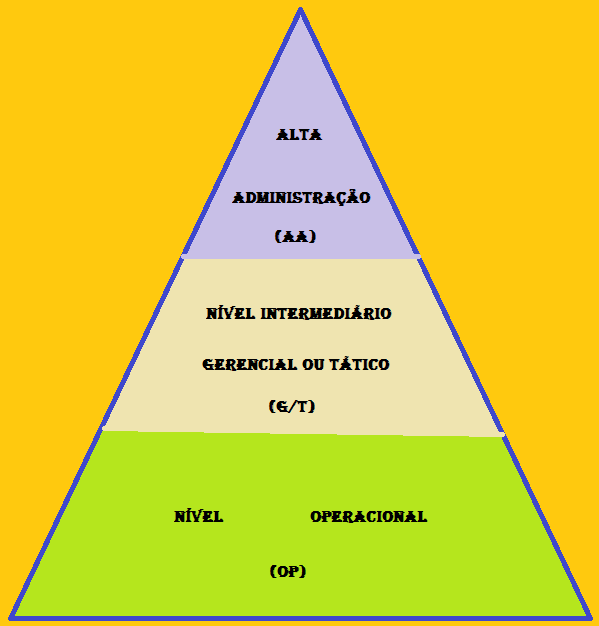 ALTA
ADMINISTRAÇÃO
(AA)
NÍVEL INTERMEDIÁRIO
GERENCIAL OU TÁTICO
(G/T)
NÍVEL OPERACIONAL
(OP)